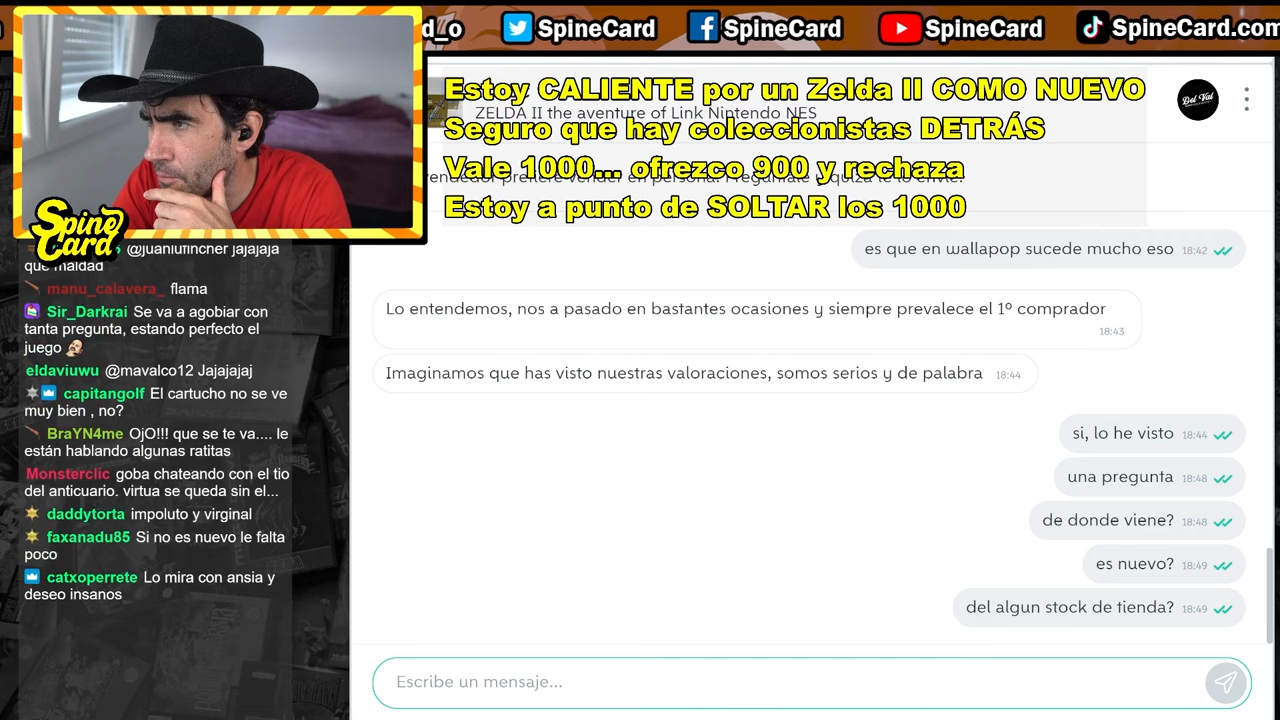 d_o
SpineCard
SpineCard
SpineCard
SpineCard.com
Estoy CALIENTE por un Zelda II COMO NUEVO
ZELDA II the aventure of Link Nintendo NES
Seguro que hay coleccionistas DETRÁS
Vale 1000... ofrezco 900 y rechaza
Estoy a punto de SOLTAR los 1000
Del Val
Spine
Card
@juanlufincher jajajaja
que maldad
manu_calavera_ flama
Sir_Darkrai Se va a agobiar con
tanta pregunta, estando perfecto el
juego
eldaviuwu @mavalco12 Jajajajaj
capitangolf El cartucho no se ve
muy bien , no?
BraYN4me OjO!!! que se te va.... le
están hablando algunas ratitas
Monsterclic goba chateando con el tio
del anticuario. virtua se queda sin el...
daddytorta impoluto y virginal
faxanadu85 Si no es nuevo le falta
poco
catxoperrete Lo mira con ansia y
deseo insanos
es que en wallapop sucede mucho eso 18:42
Lo entendemos, nos a pasado en bastantes ocasiones y siempre prevalece el 1º comprador
18:43
Imaginamos que has visto nuestras valoraciones, somos serios y de palabra 18:44
si, lo he visto 18:44
una pregunta 18:48
de donde viene? 18:48
es nuevo? 18:49
del algun stock de tienda? 18:49
Escribe un mensaje...